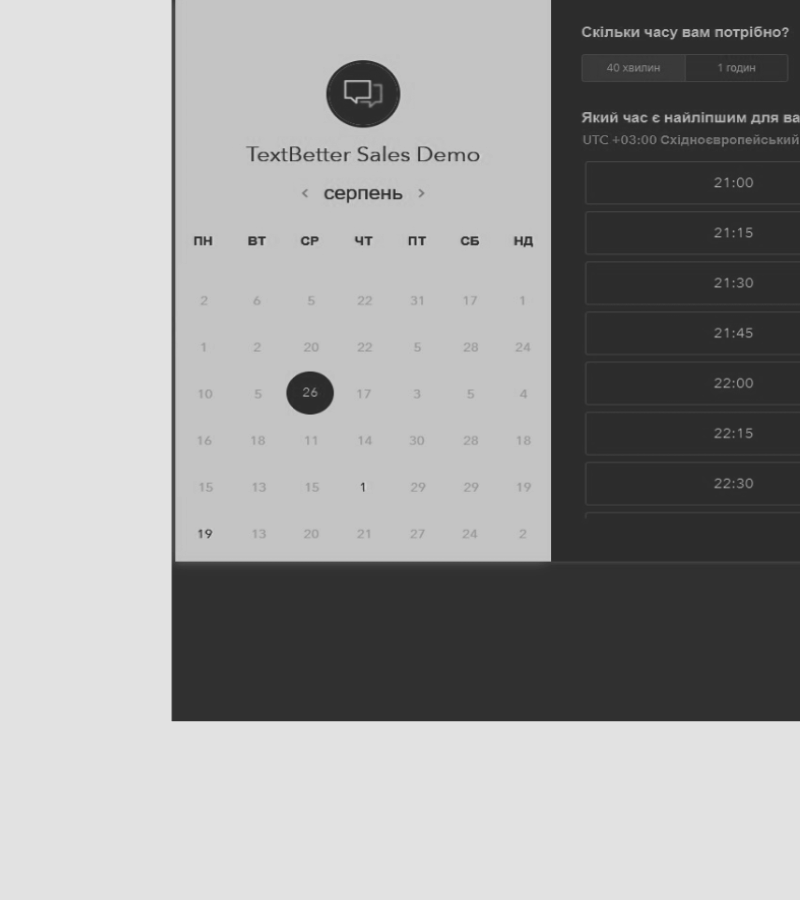 TextBetter Sales Demo
< серпень >
ПН ВТ СР ЧТ ПТ СБ НД
2 6 5 22 31 17 1
1 2 20 22 5 28 24
10 5 26 17 3 5 4
16 18 11 14 30 28 18
15 13 15 1 29 29 19
19 13 20 21 27 24 2
Скільки часу вам потрібно?
40 хвилин 1 годин
Який час є найліпшим для ва
UTC +03:00 Східноєвропейський
21:00
21:15
21:30
21:45
22:00
22:15
22:30